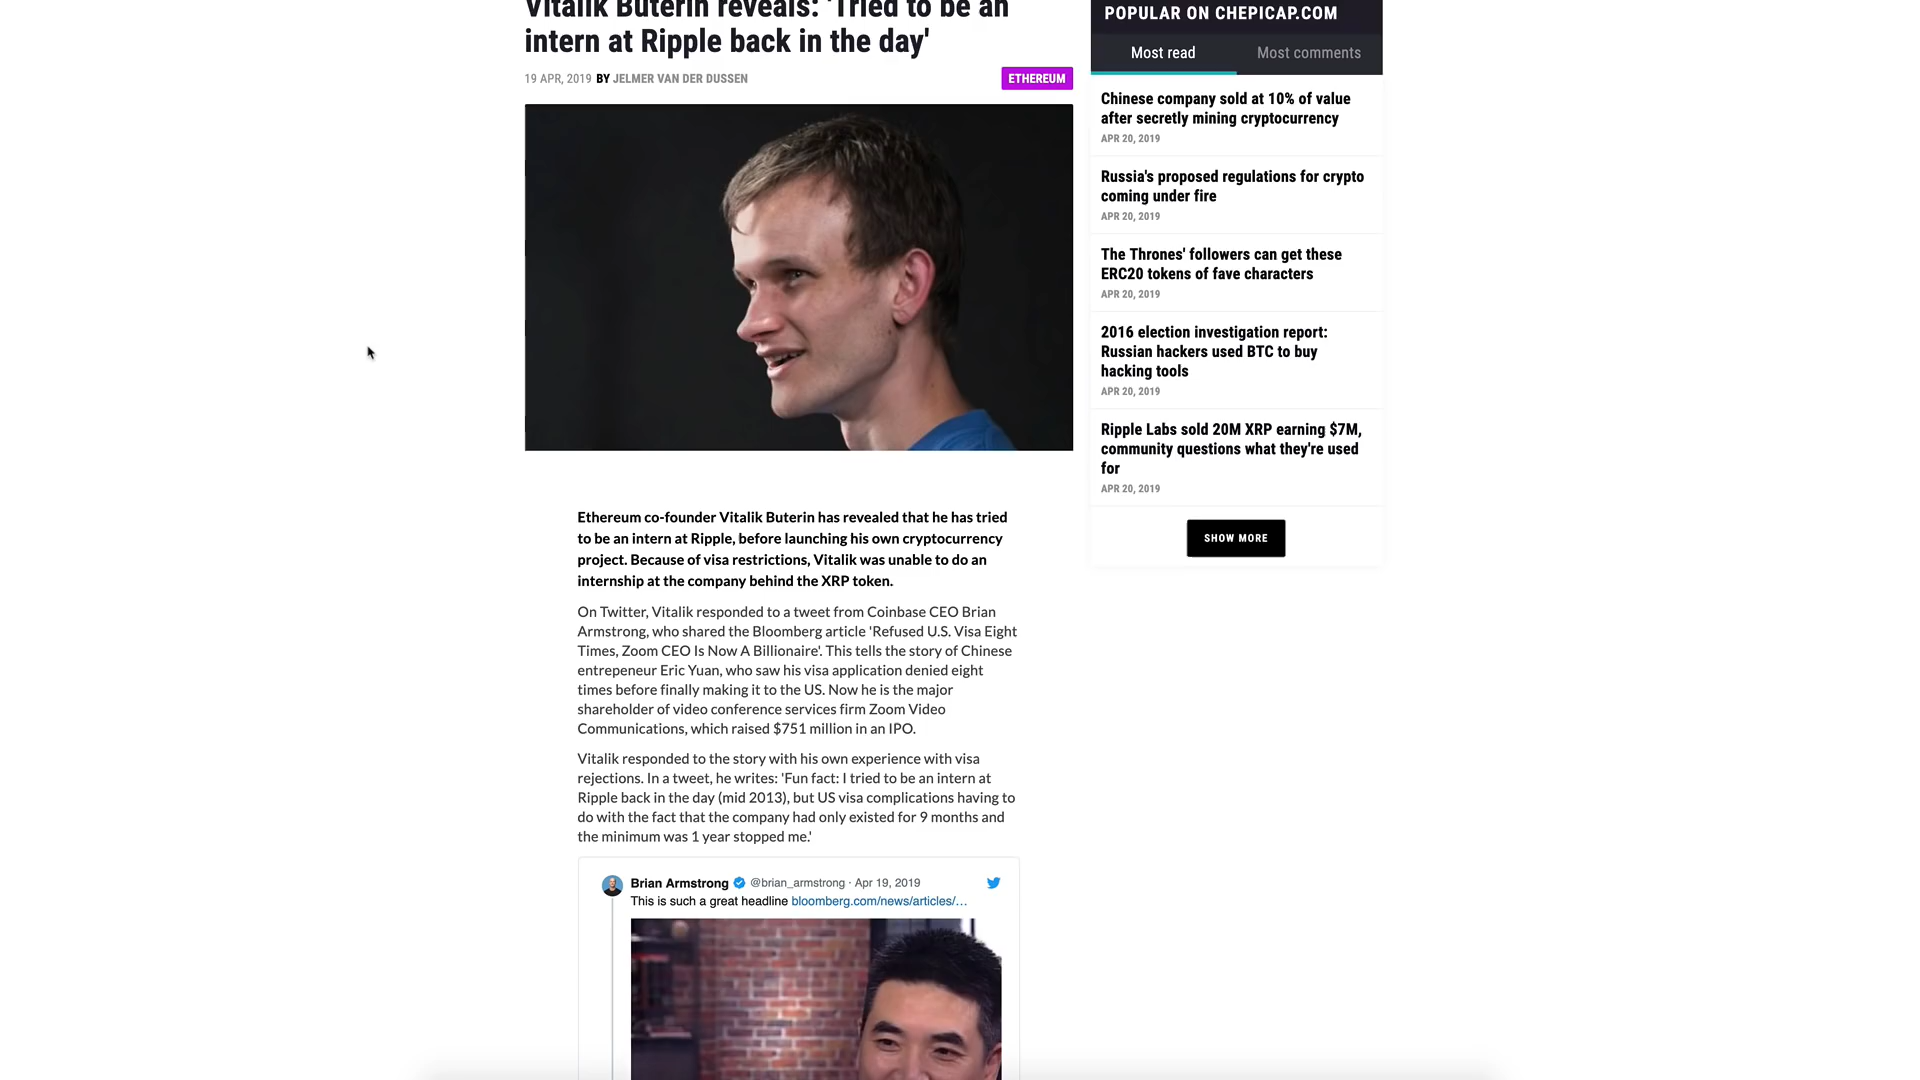 Vitalik Buterin reveals: 'Tried to be an
intern at Ripple back in the day'
19 APR, 2019 BY JELMER VAN DER DUSSEN
ETHEREUM
Ethereum co-founder Vitalik Buterin has revealed that he has tried
to be an intern at Ripple, before launching his own cryptocurrency
project. Because of visa restrictions, Vitalik was unable to do an
internship at the company behind the XRP token.
On Twitter, Vitalik responded to a tweet from Coinbase CEO Brian
Armstrong, who shared the Bloomberg article 'Refused U.S. Visa Eight
Times, Zoom CEO Is Now A Billionaire'. This tells the story of Chinese
entrepeneur Eric Yuan, who saw his visa application denied eight
times before finally making it to the US. Now he is the major
shareholder of video conference services firm Zoom Video
Communications, which raised $751 million in an IPO.
Vitalik responded to the story with his own experience with visa
rejections. In a tweet, he writes: 'Fun fact: I tried to be an intern at
Ripple back in the day (mid 2013), but US visa complications having to
do with the fact that the company had only existed for 9 months and
the minimum was 1 year stopped me.'
Brian Armstrong @brian_armstrong · Apr 19, 2019
This is such a great headline bloomberg.com/news/articles/…
POPULAR ON CHEPICAP.COM
Most read Most comments
Chinese company sold at 10% of value
after secretly mining cryptocurrency
APR 20, 2019
Russia's proposed regulations for crypto
coming under fire
APR 20, 2019
The Thrones' followers can get these
ERC20 tokens of fave characters
APR 20, 2019
2016 election investigation report:
Russian hackers used BTC to buy
hacking tools
APR 20, 2019
Ripple Labs sold 20M XRP earning $7M,
community questions what they're used
for
APR 20, 2019
SHOW MORE